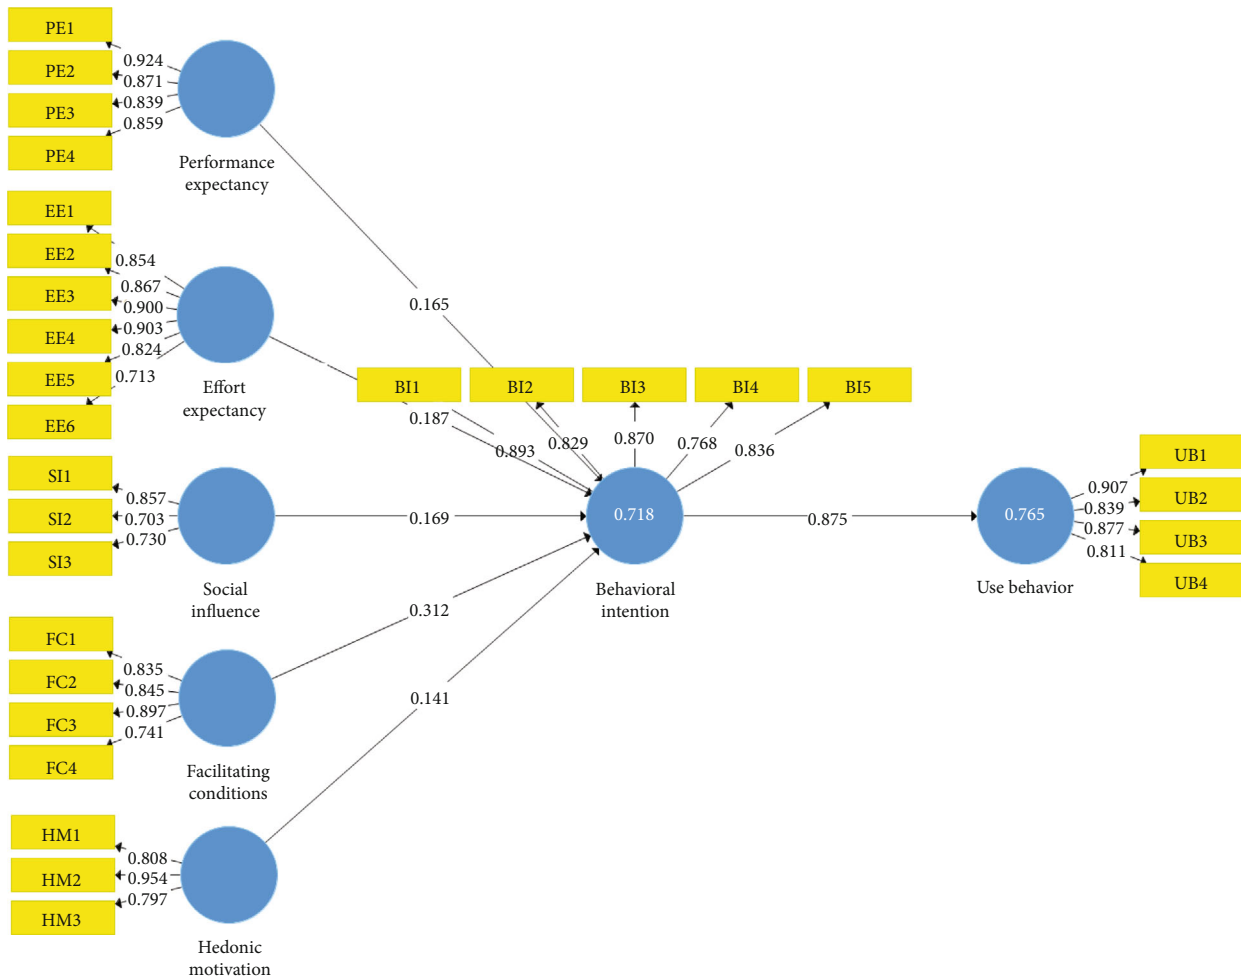 PE1
PE2
PE3
PE4
0.924
0.871
0.839
0.859
Performance
expectancy
EE1
EE2
EE3
EE4
EE5
EE6
0.854
0.867
0.900
0.903
0.824
0.713
Effort
expectancy
SI1
SI2
SI3
0.857
0.703
0.730
Social
influence
FC1
FC2
FC3
FC4
0.835
0.845
0.897
0.741
Facilitating
conditions
HM1
HM2
HM3
0.808
0.954
0.797
Hedonic
motivation
0.165
0.187
0.169
0.312
0.141
BI1
BI2
BI3
BI4
BI5
0.893
0.829
0.870
0.768
0.836
0.718
Behavioral
intention
0.875
0.765
Use behavior
0.907
0.839
0.877
0.811
UB1
UB2
UB3
UB4